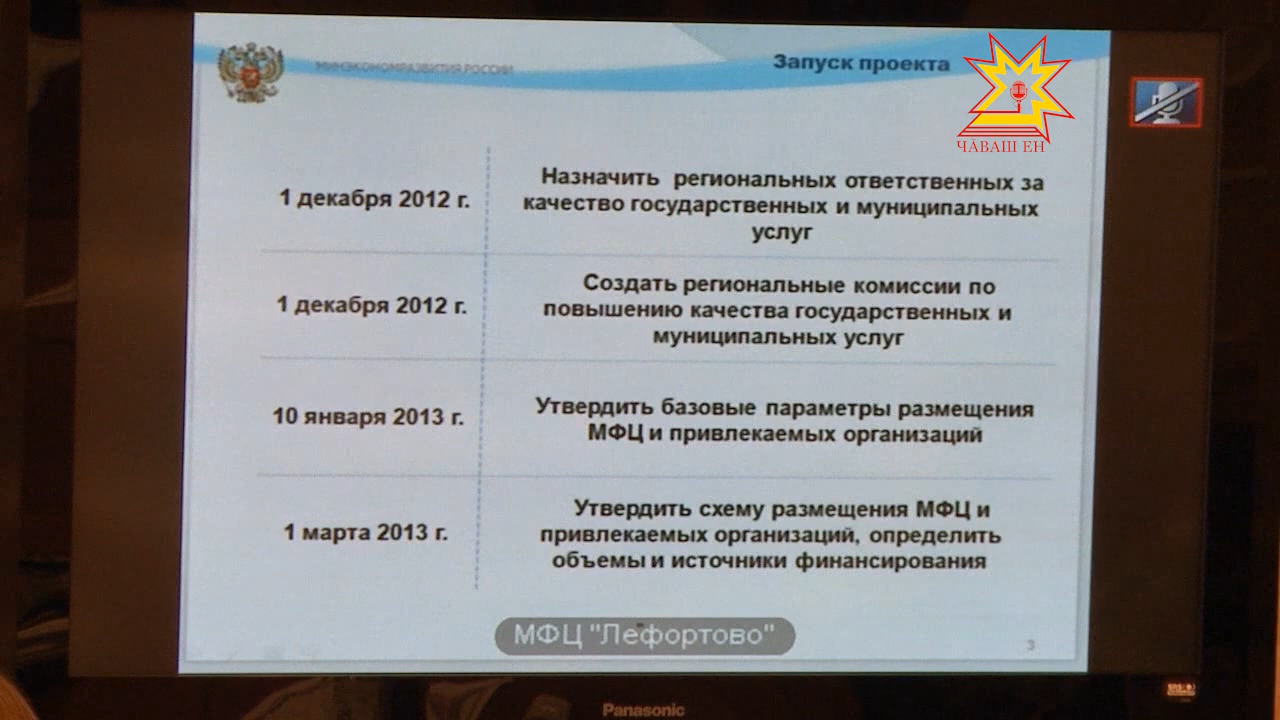 МИНЭКОНОМРАЗВИТИЯ РОССИИ
Запуск проекта
ЧӐВАШ ЕН
1 декабря 2012 г.
Назначить региональных ответственных за
качество государственных и муниципальных
услуг
1 декабря 2012 г.
Создать региональные комиссии по
повышению качества государственных и
муниципальных услуг
10 января 2013 г.
Утвердить базовые параметры размещения
МФЦ и привлекаемых организаций
1 марта 2013 г.
Утвердить схему размещения МФЦ и
привлекаемых организаций, определить
объемы и источники финансирования
МФЦ "Лефортово"
3
Panasonic